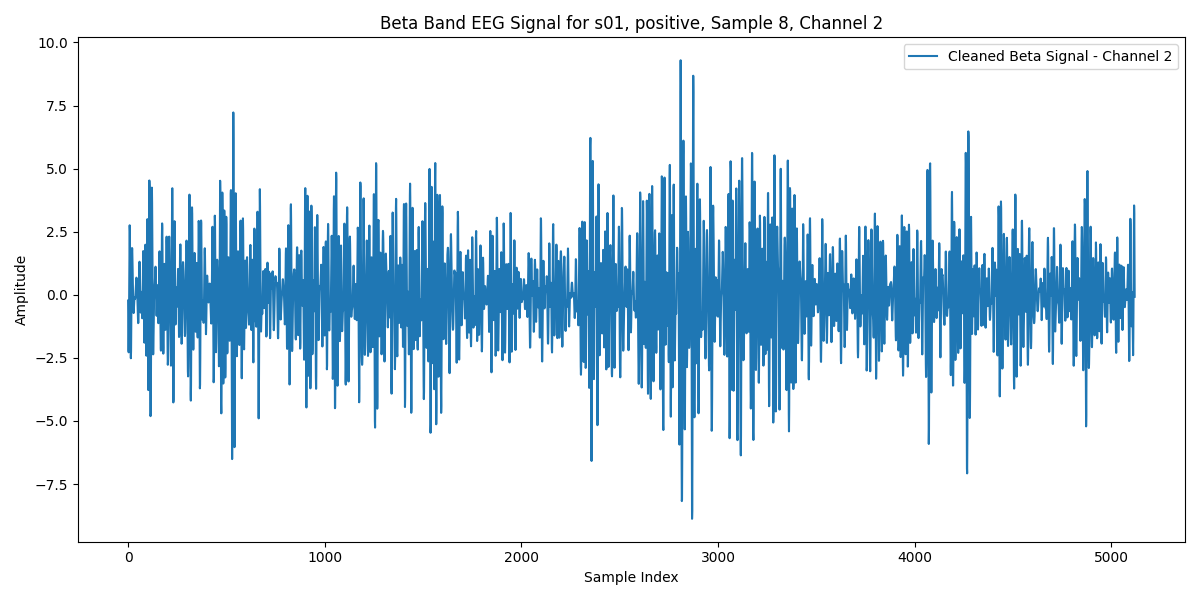 Beta Band EEG Signal for s01, positive, Sample 8, Channel 2
Cleaned Beta Signal - Channel 2
Amplitude
10.0
7.5
5.0
2.5
0.0
−2.5
−5.0
−7.5
0 1000 2000 3000 4000 5000
Sample Index